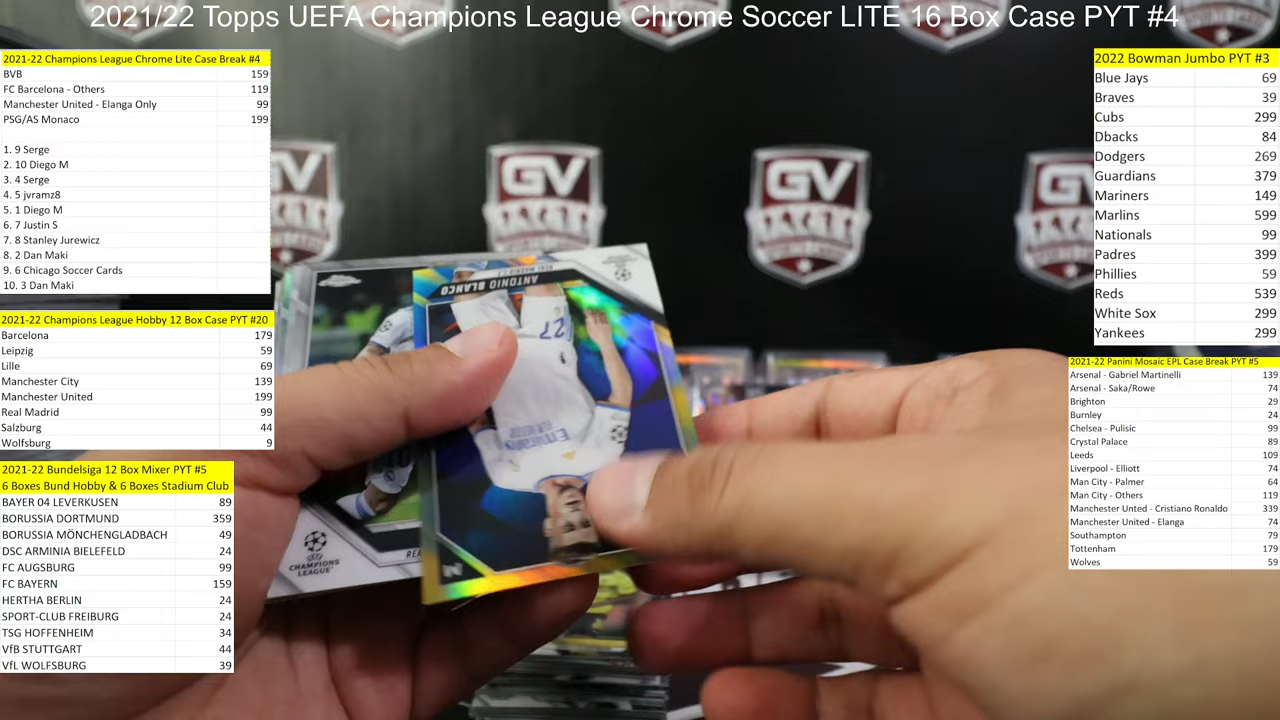 2021/22 Topps UEFA Champions League Chrome Soccer LITE 16 Box Case PYT #4
2021-22 Champions League Chrome Lite Case Break #4
BVB 159
FC Barcelona - Others 119
Manchester United - Elanga Only 99
PSG/AS Monaco 199
1. 9 Serge
2. 10 Diego M
3. 4 Serge
4. 5 jvramz8
5. 1 Diego M
6. 7 Justin S
7. 8 Stanley Jurewicz
8. 2 Dan Maki
9. 6 Chicago Soccer Cards
10. 3 Dan Maki
2021-22 Champions League Hobby 12 Box Case PYT #20
Barcelona 179
Leipzig 59
Lille 69
Manchester City 139
Manchester United 199
Real Madrid 99
Salzburg 44
Wolfsburg 9
2021-22 Bundelsiga 12 Box Mixer PYT #5
6 Boxes Bund Hobby & 6 Boxes Stadium Club
BAYER 04 LEVERKUSEN 89
BORUSSIA DORTMUND 359
BORUSSIA MÖNCHENGLADBACH 49
DSC ARMINIA BIELEFELD 24
FC AUGSBURG 99
FC BAYERN 159
HERTHA BERLIN 24
SPORT-CLUB FREIBURG 24
TSG HOFFENHEIM 34
VfB STUTTGART 44
VfL WOLFSBURG 39
2022 Bowman Jumbo PYT #3
Blue Jays 69
Braves 39
Cubs 299
Dbacks 84
Dodgers 269
Guardians 379
Mariners 149
Marlins 599
Nationals 99
Padres 399
Phillies 59
Reds 539
White Sox 299
Yankees 299
2021-22 Panini Mosaic EPL Case Break PYT #5
Arsenal - Gabriel Martinelli 139
Arsenal - Saka/Rowe 74
Brighton 29
Burnley 24
Chelsea - Pulisic 99
Crystal Palace 89
Leeds 109
Liverpool - Elliott 74
Man City - Palmer 64
Man City - Others 119
Manchester Unted - Cristiano Ronaldo 339
Manchester United - Elanga 74
Southampton 79
Tottenham 179
Wolves 59
GV
GV
GV
REAL MADRID C.F.
ANTONIO BLANCO
27
UEFA
CHAMPIONS
LEAGUE